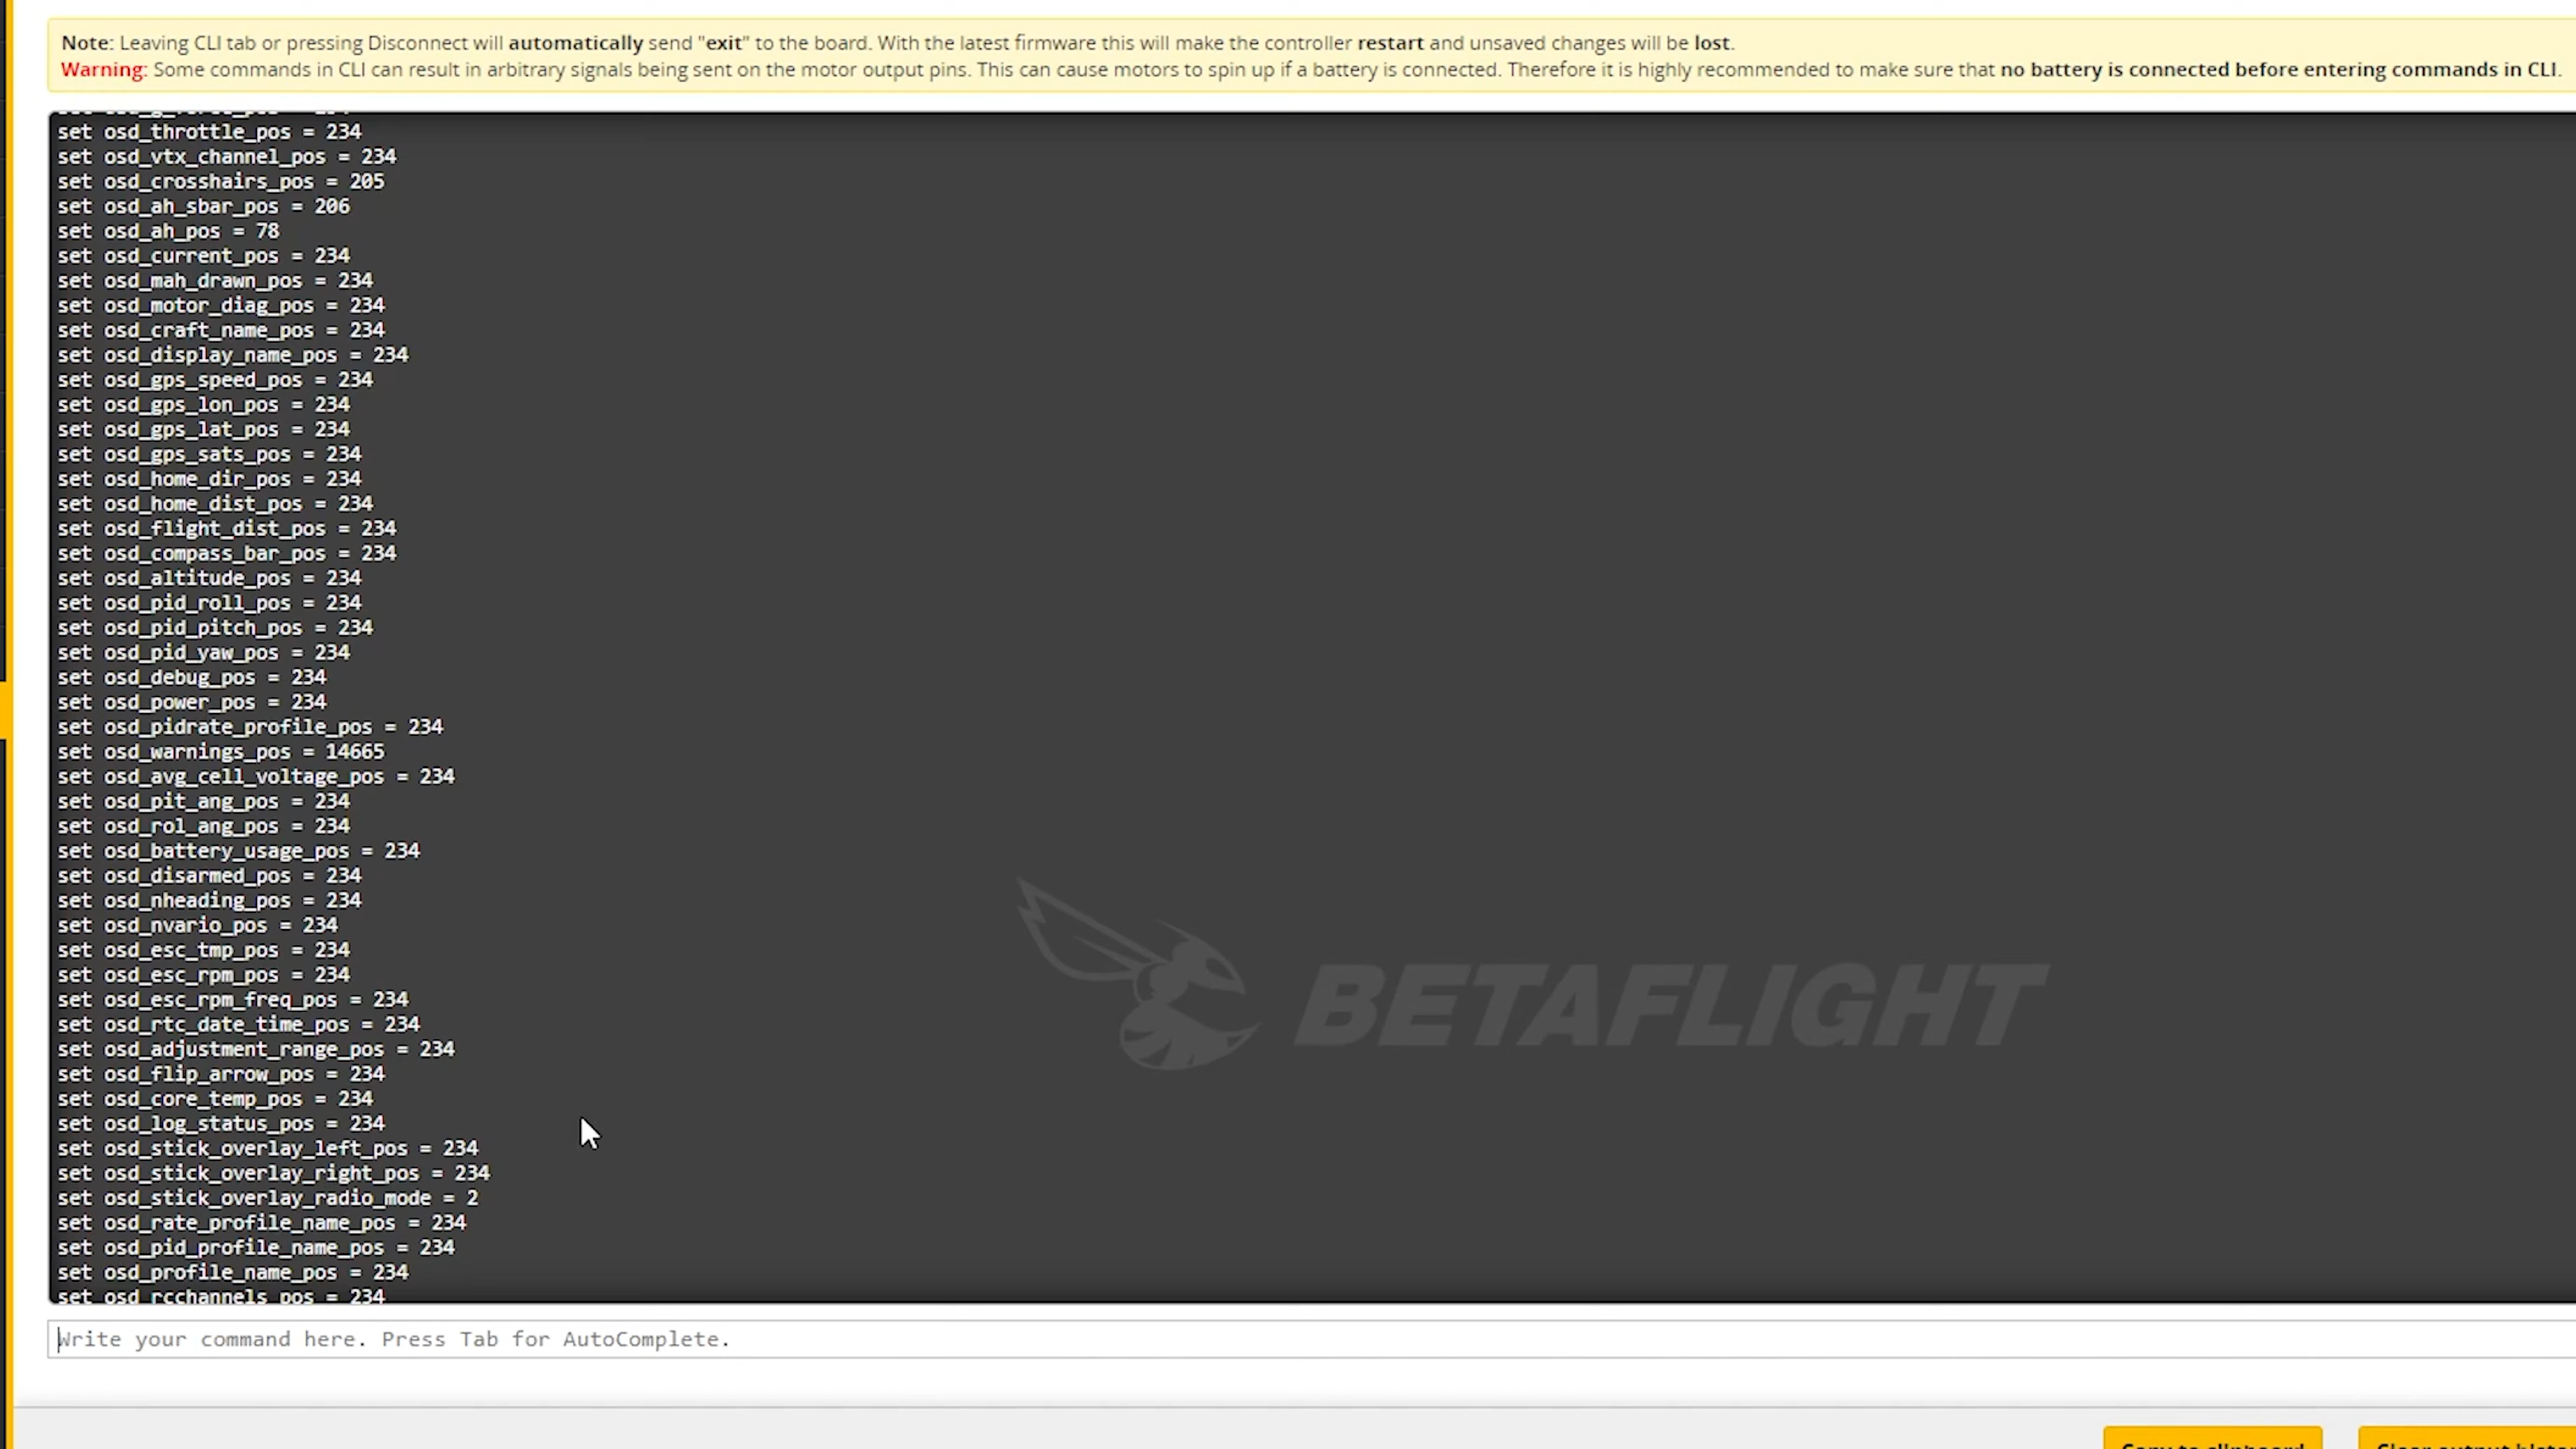 Note: Leaving CLI tab or pressing Disconnect will automatically send "exit" to the board. With the latest firmware this will make the controller restart and unsaved changes will be lost.
Warning: Some commands in CLI can result in arbitrary signals being sent on the motor output pins. This can cause motors to spin up if a battery is connected. Therefore it is highly recommended to make sure that no battery is connected before entering commands in CLI.
set osd_throttle_pos = 234
set osd_vtx_channel_pos = 234
set osd_crosshairs_pos = 205
set osd_ah_sbar_pos = 206
set osd_ah_pos = 78
set osd_current_pos = 234
set osd_mah_drawn_pos = 234
set osd_motor_diag_pos = 234
set osd_craft_name_pos = 234
set osd_display_name_pos = 234
set osd_gps_speed_pos = 234
set osd_gps_lon_pos = 234
set osd_gps_lat_pos = 234
set osd_gps_sats_pos = 234
set osd_home_dir_pos = 234
set osd_home_dist_pos = 234
set osd_flight_dist_pos = 234
set osd_compass_bar_pos = 234
set osd_altitude_pos = 234
set osd_pid_roll_pos = 234
set osd_pid_pitch_pos = 234
set osd_pid_yaw_pos = 234
set osd_debug_pos = 234
set osd_power_pos = 234
set osd_pidrate_profile_pos = 234
set osd_warnings_pos = 14665
set osd_avg_cell_voltage_pos = 234
set osd_pit_ang_pos = 234
set osd_rol_ang_pos = 234
set osd_battery_usage_pos = 234
set osd_disarmed_pos = 234
set osd_nheading_pos = 234
set osd_nvario_pos = 234
set osd_esc_tmp_pos = 234
set osd_esc_rpm_pos = 234
set osd_esc_rpm_freq_pos = 234
set osd_rtc_date_time_pos = 234
set osd_adjustment_range_pos = 234
set osd_flip_arrow_pos = 234
set osd_core_temp_pos = 234
set osd_log_status_pos = 234
set osd_stick_overlay_left_pos = 234
set osd_stick_overlay_right_pos = 234
set osd_stick_overlay_radio_mode = 2
set osd_rate_profile_name_pos = 234
set osd_pid_profile_name_pos = 234
set osd_profile_name_pos = 234
set osd_rcchannels_pos = 234
BETAFLIGHT
Write your command here. Press Tab for AutoComplete.
Copy to clipboard
Clear output